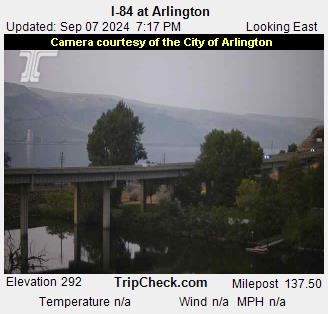 I-84 at Arlington
Updated: Sep 07 2024 7:17 PM Looking East
Camera courtesy of the City of Arlington
Elevation 292 TripCheck.com Milepost 137.50
Temperature n/a Wind n/a MPH n/a